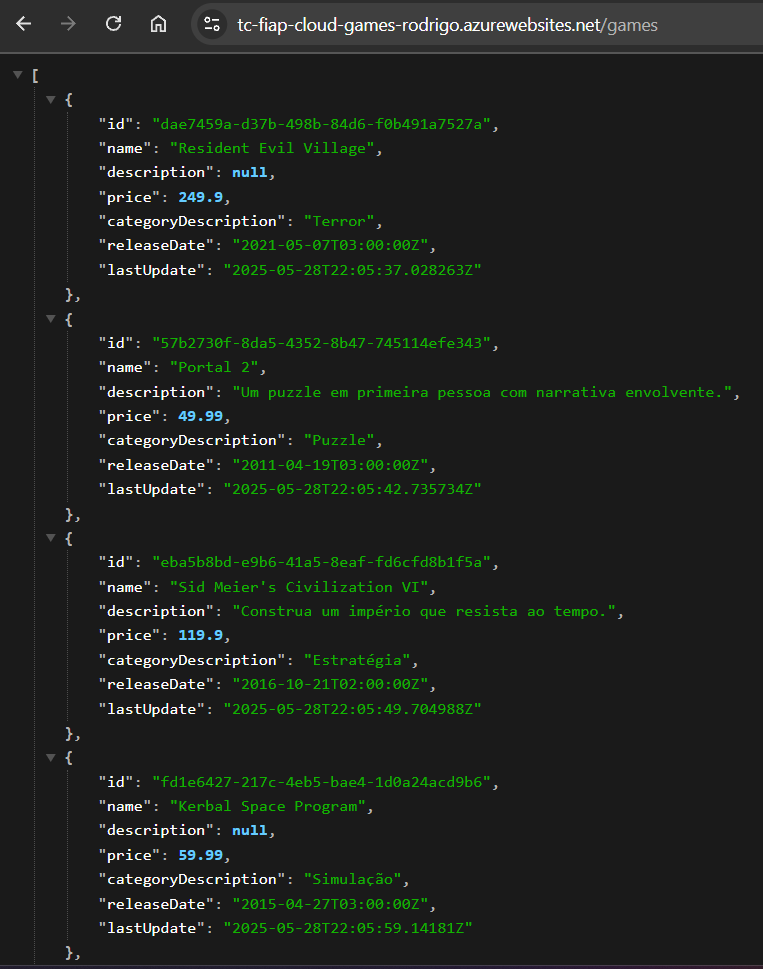 tc-fiap-cloud-games-rodrigo.azurewebsites.net/games
[
{
"id": "dae7459a-d37b-498b-84d6-f0b491a7527a",
"name": "Resident Evil Village",
"description": null,
"price": 249.9,
"categoryDescription": "Terror",
"releaseDate": "2021-05-07T03:00:00Z",
"lastUpdate": "2025-05-28T22:05:37.028263Z"
},
{
"id": "57b2730f-8da5-4352-8b47-745114efe343",
"name": "Portal 2",
"description": "Um puzzle em primeira pessoa com narrativa envolvente.",
"price": 49.99,
"categoryDescription": "Puzzle",
"releaseDate": "2011-04-19T03:00:00Z",
"lastUpdate": "2025-05-28T22:05:42.735734Z"
},
{
"id": "eba5b8bd-e9b6-41a5-8eaf-fd6cfd8b1f5a",
"name": "Sid Meier's Civilization VI",
"description": "Construa um império que resista ao tempo.",
"price": 119.9,
"categoryDescription": "Estratégia",
"releaseDate": "2016-10-21T02:00:00Z",
"lastUpdate": "2025-05-28T22:05:49.704988Z"
},
{
"id": "fd1e6427-217c-4eb5-bae4-1d0a24acd9b6",
"name": "Kerbal Space Program",
"description": null,
"price": 59.99,
"categoryDescription": "Simulação",
"releaseDate": "2015-04-27T03:00:00Z",
"lastUpdate": "2025-05-28T22:05:59.14181Z"
},